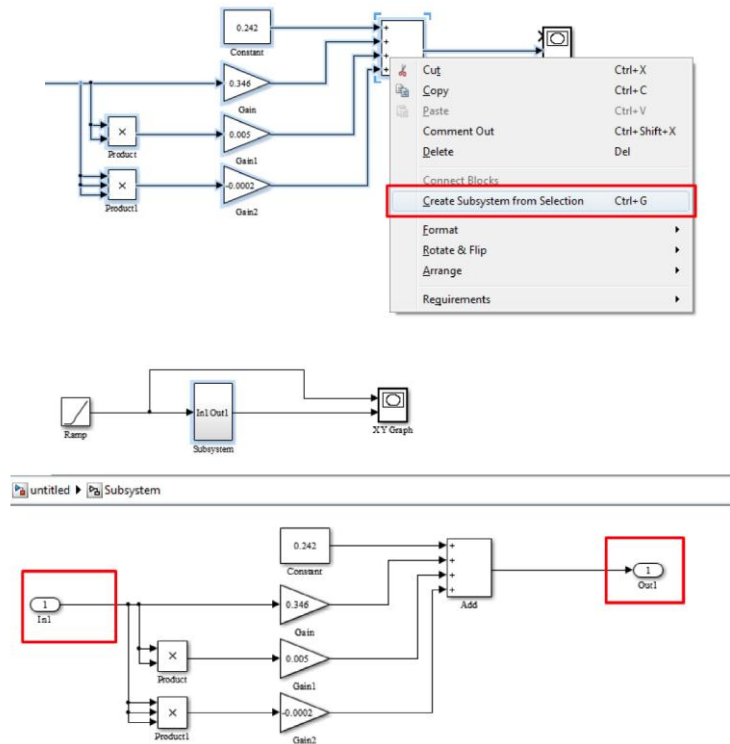 0.242
Constant
0.346
Gain
Product
0.005
Gain1
Product1
-0.0002
Gain2
Cut Ctrl+X
Copy Ctrl+C
Paste Ctrl+V
Comment Out Ctrl+Shift+X
Delete Del
Connect Blocks
Create Subsystem from Selection Ctrl+G
Format
Rotate & Flip
Arrange
Requirements
Ramp
In1 Out1
Subsystem
XY Graph
untitled Subsystem
0.242
Constant
1
In1
0.346
Gain
Add
1
Out1
Product
0.005
Gain1
Product1
-0.0002
Gain2